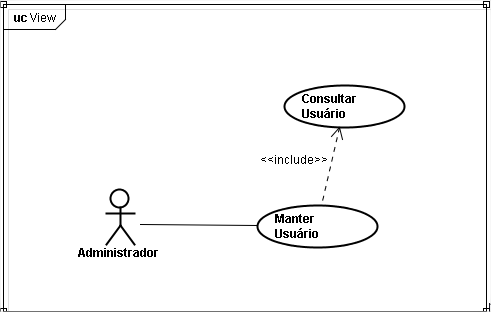 uc View
Consultar
Usuário
<<include>>
Manter
Usuário
Administrador